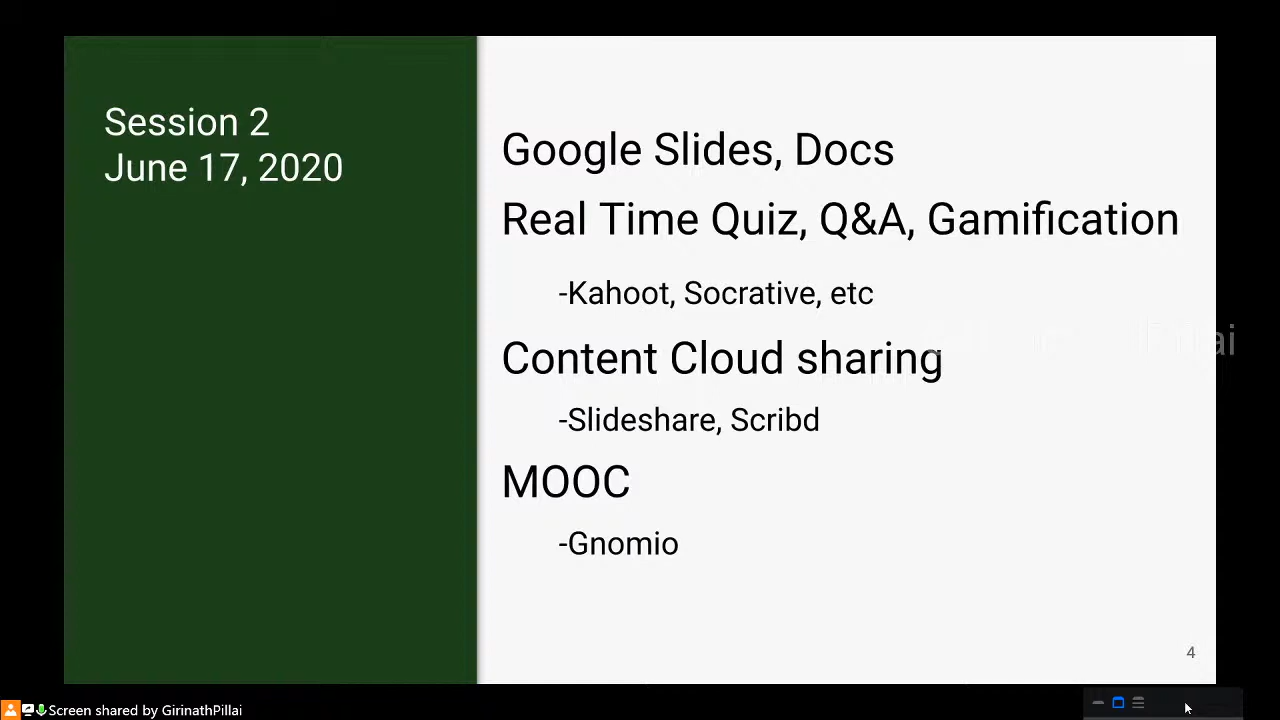 Session 2
June 17, 2020
Google Slides, Docs
Real Time Quiz, Q&A, Gamification
-Kahoot, Socrative, etc
Content Cloud sharing
-Slideshare, Scribd
MOOC
-Gnomio
4
Screen shared by GirinathPillai